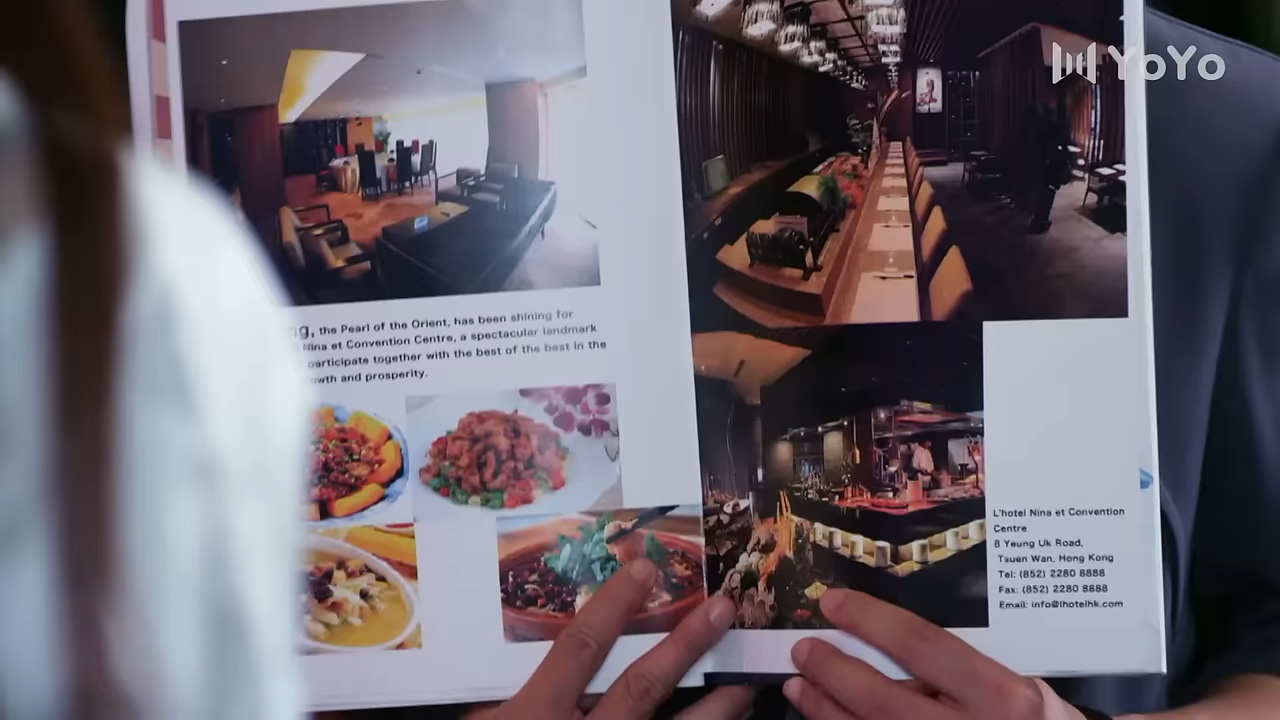 YoYo
ng, the Pearl of the Orient, has been shining for
Nina et Convention Centre, a spectacular landmark
participate together with the best of the best in the
owth and prosperity.
L'hotel Nina et Convention
Centre
8 Yeung Uk Road,
Tsuen Wan, Hong Kong
Tel: (852) 2280 8888
Fax: (852) 2280 8888
Email: info@lhotelhk.com